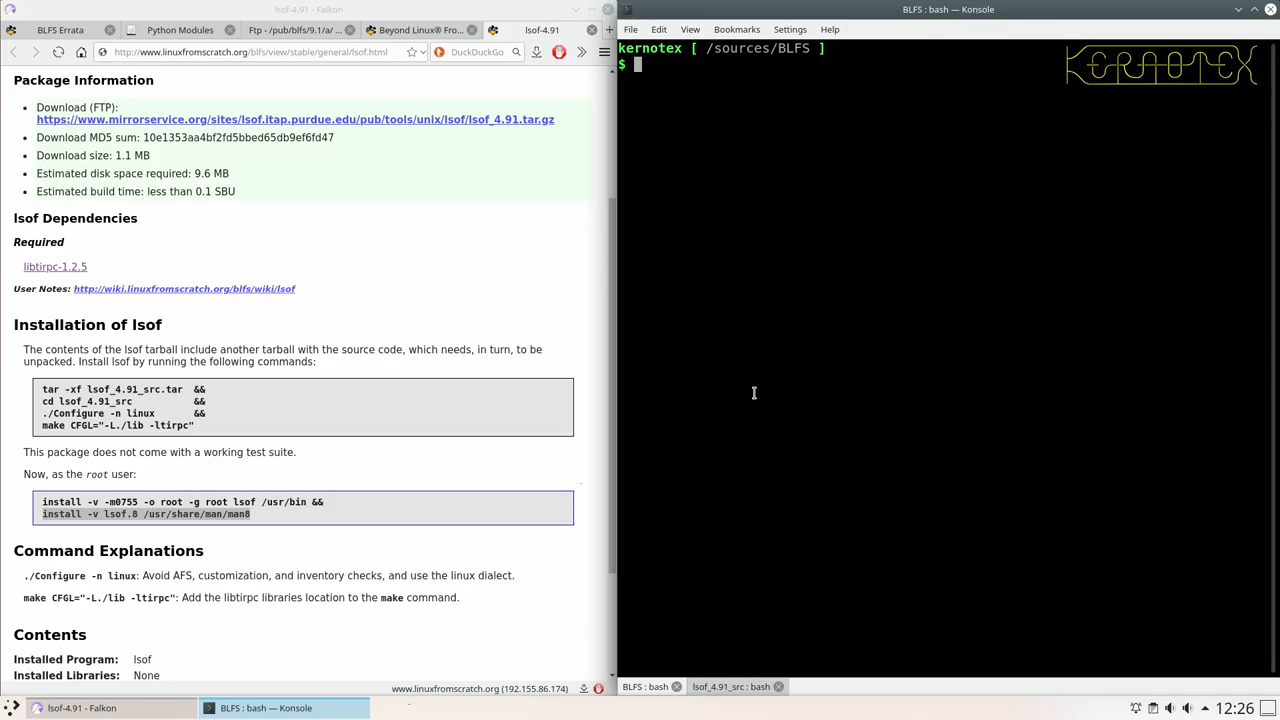 lsof-4.91 - Falkon
BLFS Errata
Python Modules
Ftp - /pub/blfs/9.1/a/
Beyond Linux® Fro...
lsof-4.91
http://www.linuxfromscratch.org/blfs/view/stable/general/lsof.html
DuckDuckGo
Package Information
Download (FTP):
https://www.mirrorservice.org/sites/lsof.itap.purdue.edu/pub/tools/unix/lsof/lsof_4.91.tar.gz
Download MD5 sum: 10e1353aa4bf2fd5bbed65db9ef6fd47
Download size: 1.1 MB
Estimated disk space required: 9.6 MB
Estimated build time: less than 0.1 SBU
lsof Dependencies
Required
libtirpc-1.2.5
User Notes: http://wiki.linuxfromscratch.org/blfs/wiki/lsof
Installation of lsof
The contents of the lsof tarball include another tarball with the source code, which needs, in turn, to be
unpacked. Install lsof by running the following commands:
tar -xf lsof_4.91_src.tar  &&
cd lsof_4.91_src           &&
./Configure -n linux       &&
make CFGL="-L./lib -ltirpc"
This package does not come with a working test suite.
Now, as the root user:
install -v -m0755 -o root -g root lsof /usr/bin &&
install -v lsof.8 /usr/share/man/man8
Command Explanations
./Configure -n linux: Avoid AFS, customization, and inventory checks, and use the linux dialect.
make CFGL="-L./lib -ltirpc": Add the libtirpc libraries location to the make command.
Contents
Installed Program: lsof
Installed Libraries: None
www.linuxfromscratch.org (192.155.86.174)
BLFS : bash — Konsole
File Edit View Bookmarks Settings Help
kernotex [ /sources/BLFS ]
$
KERNOTEX
BLFS : bash
lsof_4.91_src : bash
lsof-4.91 - Falkon
BLFS : bash — Konsole
12:26